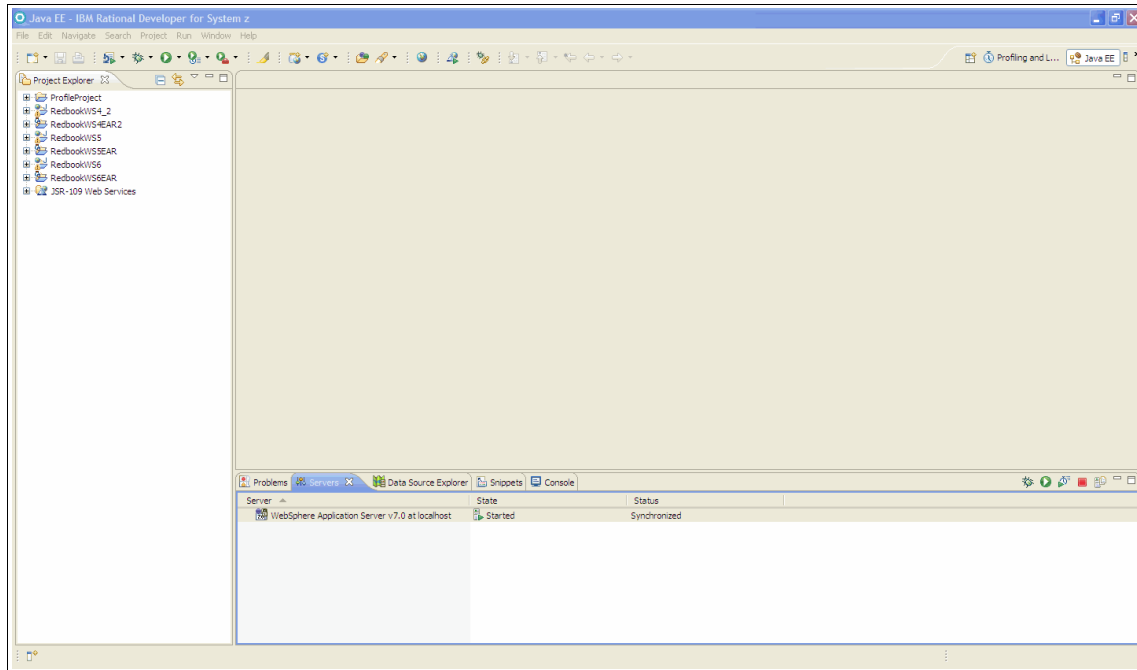 Java EE - IBM Rational Developer for System z
File Edit Navigate Search Project Run Window Help
Profiling and L... Java EE
Project Explorer
ProfileProject
RedbookWS4_2
RedbookWS4EAR2
RedbookWS5
RedbookWS5EAR
RedbookWS6
RedbookWS6EAR
JSR-109 Web Services
Problems Servers Data Source Explorer Snippets Console
Server State Status
WebSphere Application Server v7.0 at localhost Started Synchronized